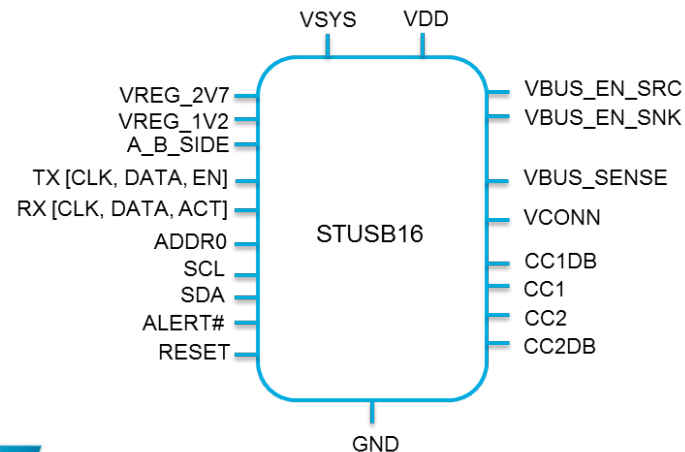 VSYS
VDD
VREG_2V7
VREG_1V2
A_B_SIDE
TX [CLK, DATA, EN]
RX [CLK, DATA, ACT]
ADDR0
SCL
SDA
ALERT#
RESET
STUSB16
VBUS_EN_SRC
VBUS_EN_SNK
VBUS_SENSE
VCONN
CC1DB
CC1
CC2
CC2DB
GND